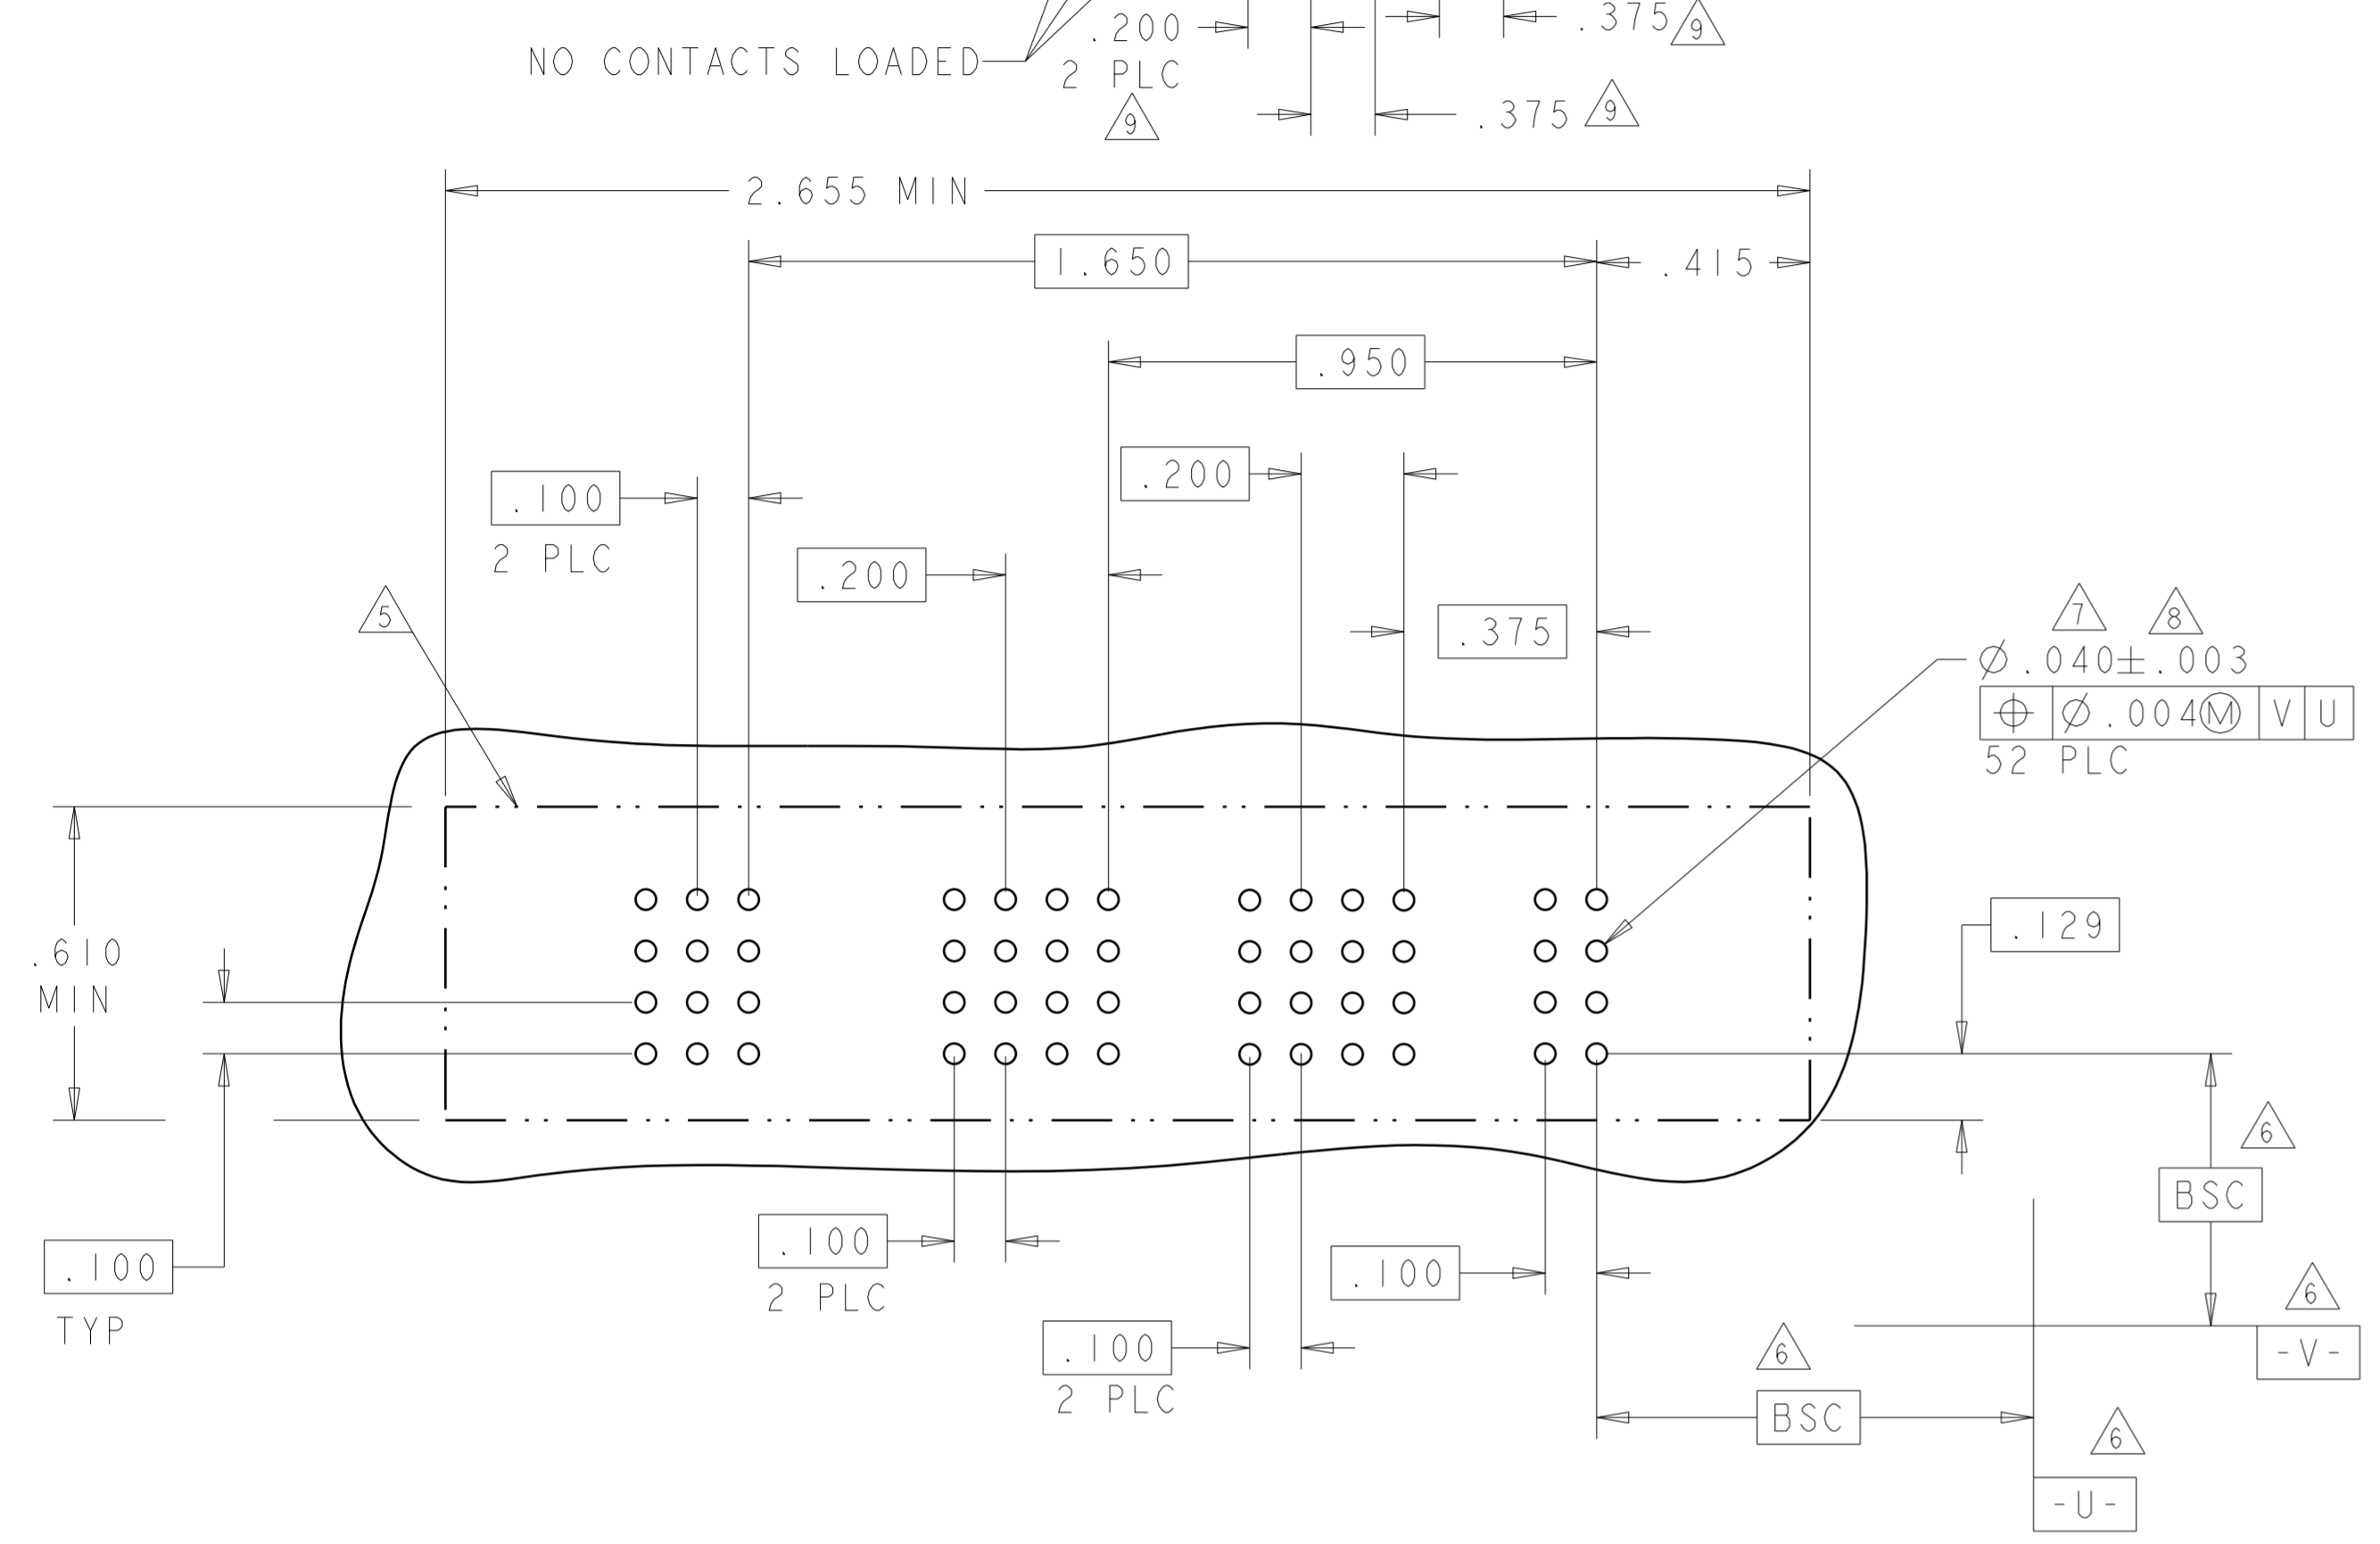 .200
.375
9
NO CONTACTS LOADED
2 PLC
9
.375
9
2.655 MIN
1.650
.415
.950
.200
.100
2 PLC
.200
5
.375
7
8
Ø.040±.003
⌖ Ø.004Ⓜ V U
52 PLC
.129
.610
MIN
6
BSC
.100
2 PLC
.100
TYP
.100
6
-V-
.100
2 PLC
6
BSC
6
-U-